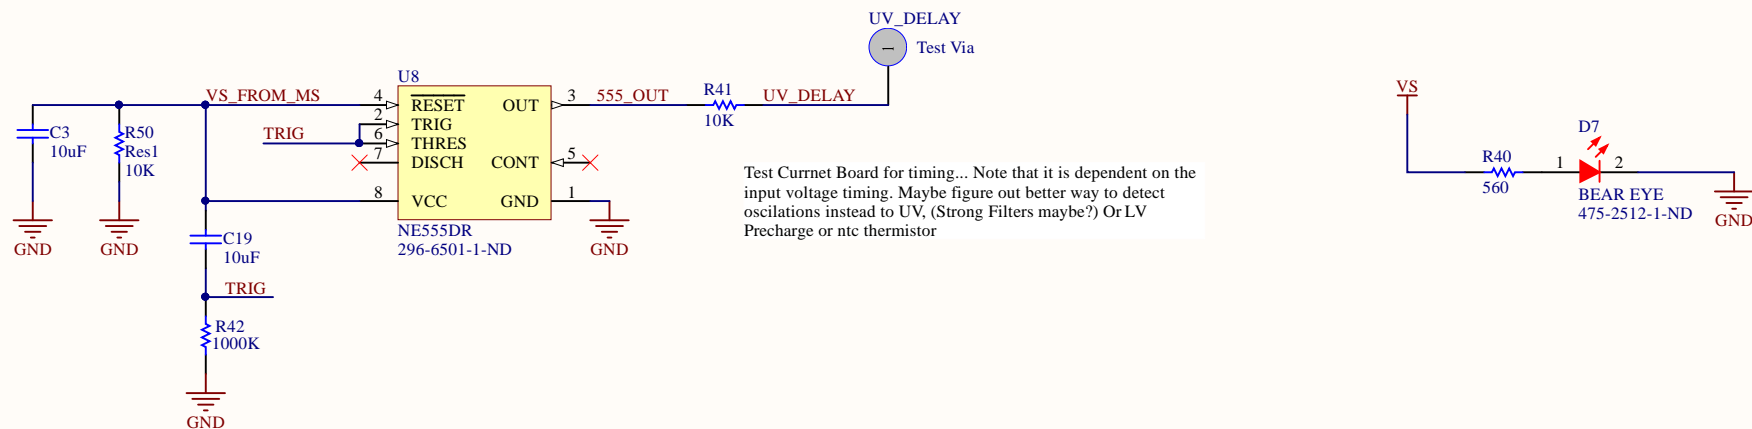 UV_DELAY
Test Via
U8
VS_FROM_MS
4
RESET
OUT
3
555_OUT
R41
10K
UV_DELAY
2
TRIG
TRIG
6
THRES
7
DISCH
CONT
5
8
VCC
GND
1
NE555DR
296-6501-1-ND
GND
C3
10uF
R50
Res1
10K
GND
GND
C19
10uF
TRIG
R42
1000K
GND
Test Currnet Board for timing... Note that it is dependent on the
input voltage timing. Maybe figure out better way to detect
oscilations instead to UV, (Strong Filters maybe?) Or LV
Precharge or ntc thermistor
VS
R40
560
1
D7
2
BEAR EYE
475-2512-1-ND
GND